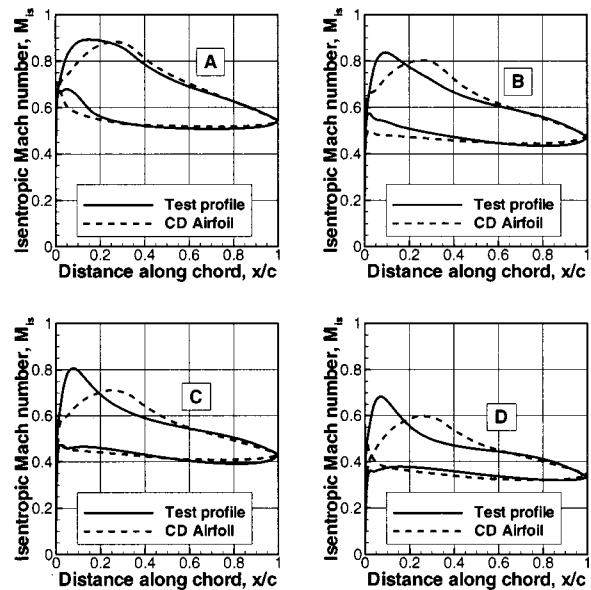 1
0.8
0.6
0.4
0.2
0
0 0.2 0.4 0.6 0.8 1
Isentropic Mach number, M_is
Distance along chord, x/c
A
Test profile
CD Airfoil
1
0.8
0.6
0.4
0.2
0
0 0.2 0.4 0.6 0.8 1
Isentropic Mach number, M_is
Distance along chord, x/c
B
Test profile
CD Airfoil
1
0.8
0.6
0.4
0.2
0
0 0.2 0.4 0.6 0.8 1
Isentropic Mach number, M_is
Distance along chord, x/c
C
Test profile
CD Airfoil
1
0.8
0.6
0.4
0.2
0
0 0.2 0.4 0.6 0.8 1
Isentropic Mach number, M_is
Distance along chord, x/c
D
Test profile
CD Airfoil